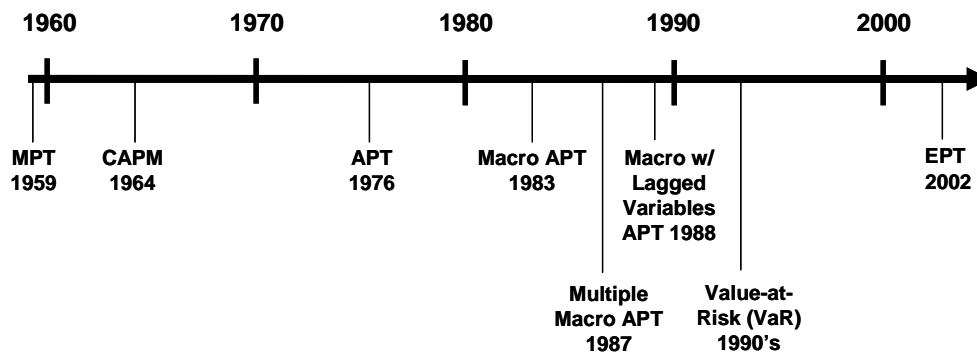 1960
1970
1980
1990
2000
MPT
1959
CAPM
1964
APT
1976
Macro APT
1983
Macro w/
Lagged
Variables
APT 1988
EPT
2002
Multiple
Macro APT
1987
Value-at-
Risk (VaR)
1990's